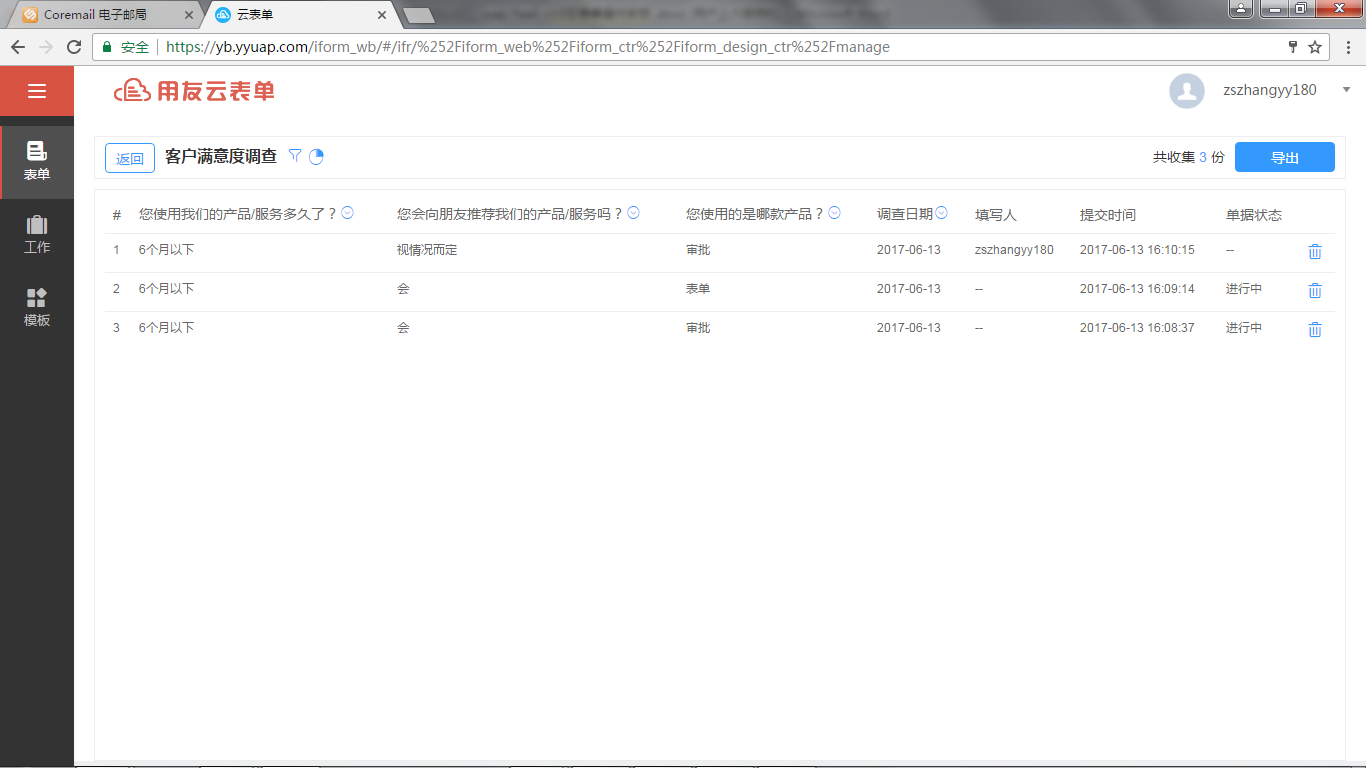 Coremail 电子邮局
云表单
安全 https://yb.yyuap.com/iform_wb/#/ifr/%252Fiform_web%252Fiform_ctr%252Fiform_design_ctr%252Fmanage
用友云表单
zszhangyy180
表单
工作
模板
返回 客户满意度调查 共收集 3 份 导出
# 您使用我们的产品/服务多久了？ 您会向朋友推荐我们的产品/服务吗？ 您使用的是哪款产品？ 调查日期 填写人 提交时间 单据状态
1 6个月以下 视情况而定 审批 2017-06-13 zszhangyy180 2017-06-13 16:10:15 --
2 6个月以下 会 表单 2017-06-13 -- 2017-06-13 16:09:14 进行中
3 6个月以下 会 审批 2017-06-13 -- 2017-06-13 16:08:37 进行中